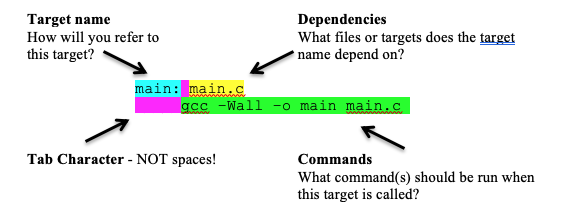 Target name
How will you refer to
this target?
Dependencies
What files or targets does the target
name depend on?
main: main.c
gcc -Wall -o main main.c
Tab Character - NOT spaces!
Commands
What command(s) should be run when
this target is called?